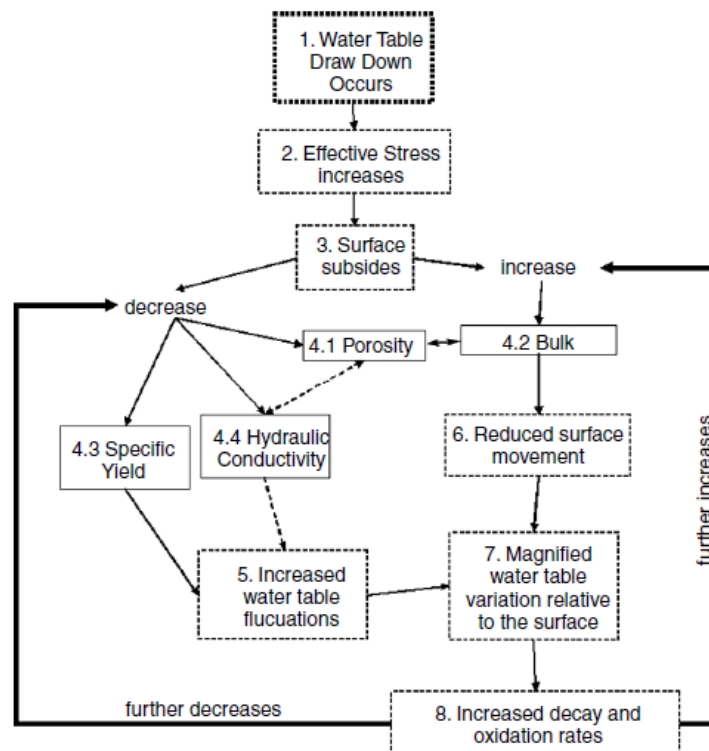 1. Water Table
Draw Down
Occurs
2. Effective Stress
increases
3. Surface
subsides
increase
decrease
4.1 Porosity
4.2 Bulk
4.3 Specific
Yield
4.4 Hydraulic
Conductivity
6. Reduced surface
movement
5. Increased
water table
flucuations
7. Magnified
water table
variation relative
to the surface
further increases
further decreases
8. Increased decay and
oxidation rates